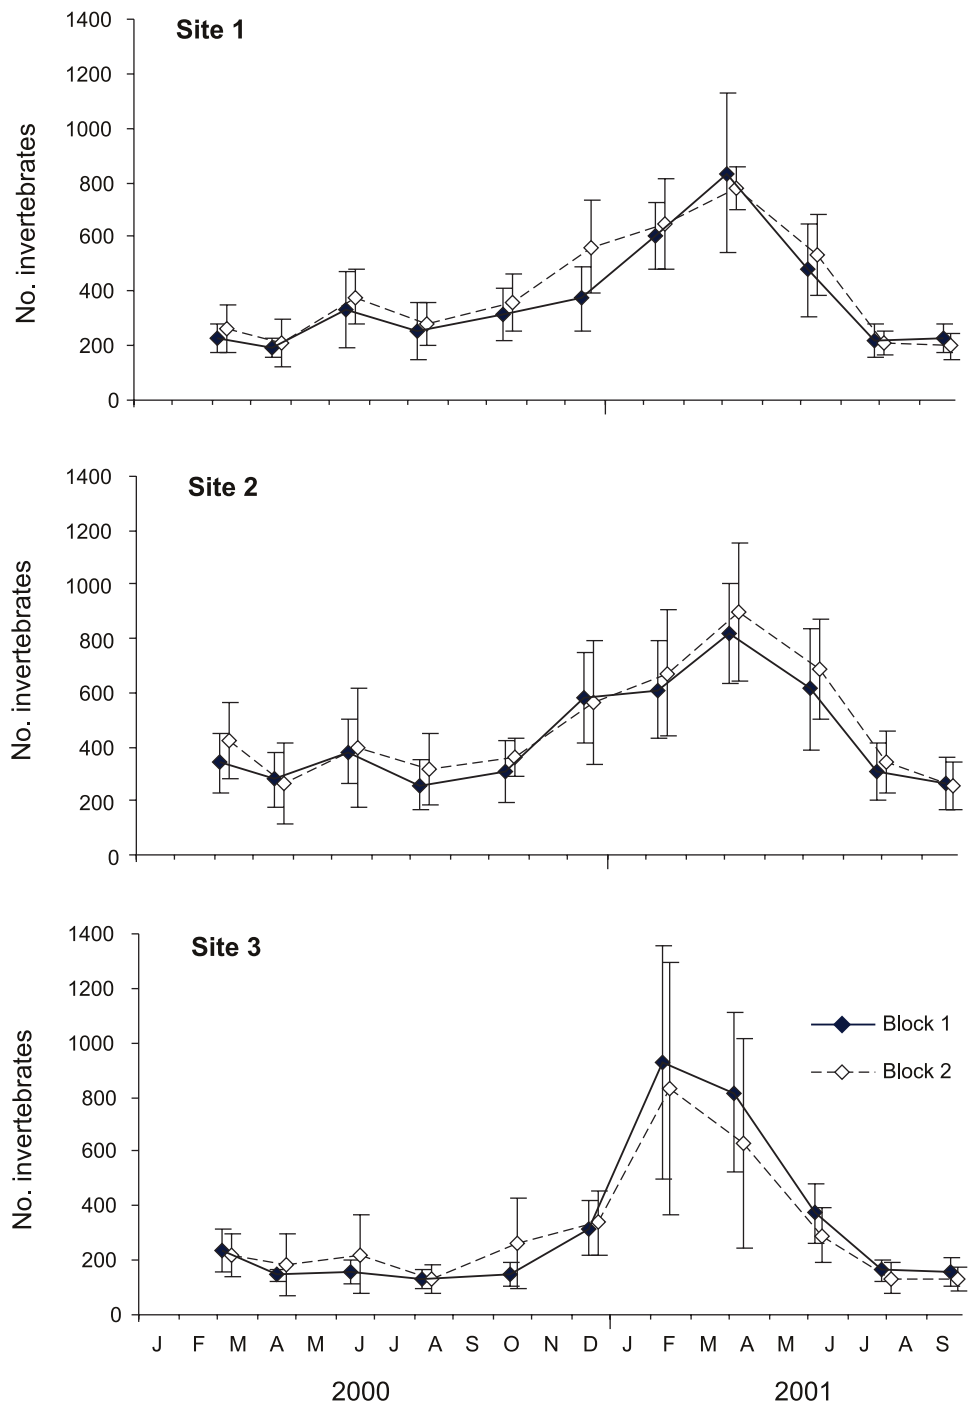 Site 1
No. invertebrates
1400
1200
1000
800
600
400
200
0
Site 2
No. invertebrates
1400
1200
1000
800
600
400
200
0
Site 3
No. invertebrates
1400
1200
1000
800
600
400
200
0
Block 1
Block 2
J F M A M J J A S O N D J F M A M J J A S
2000 2001